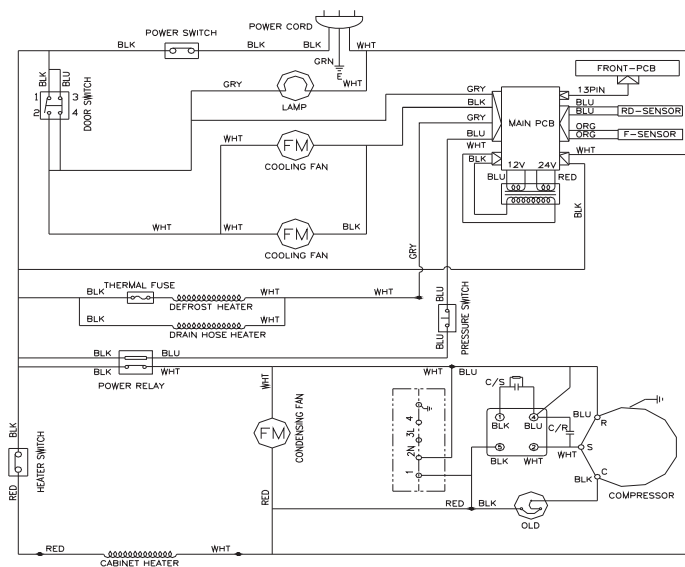 POWER CORD
POWER SWITCH
BLK
BLK
BLK
WHT
GRN
E
FRONT-PCB
BLK
BLU
GRY
WHT
LAMP
GRY
13PIN
1
3
2
4
DOOR SWITCH
BLK
BLU
BLU
RD-SENSOR
GRY
MAIN PCB
ORG
ORG
F-SENSOR
WHT
FM
BLU
COOLING FAN
WHT
WHT
BLK
12V
24V
BLU
RED
WHT
WHT
FM
BLK
COOLING FAN
BLK
GRY
THERMAL FUSE
BLK
WHT
WHT
DEFROST HEATER
BLU
PRESSURE SWITCH
BLK
WHT
DRAIN HOSE HEATER
BLU
BLK
BLU
BLK
WHT
POWER RELAY
WHT
WHT
BLU
C/S
BLK
HEATER SWITCH
RED
FM
CONDENSING FAN
RED
4
3L
2N
1
1
4
BLK
BLU
C/R
5
2
BLK
WHT
WHT
BLU
R
S
C
BLK
COMPRESSOR
RED
BLK
OLD
RED
WHT
CABINET HEATER